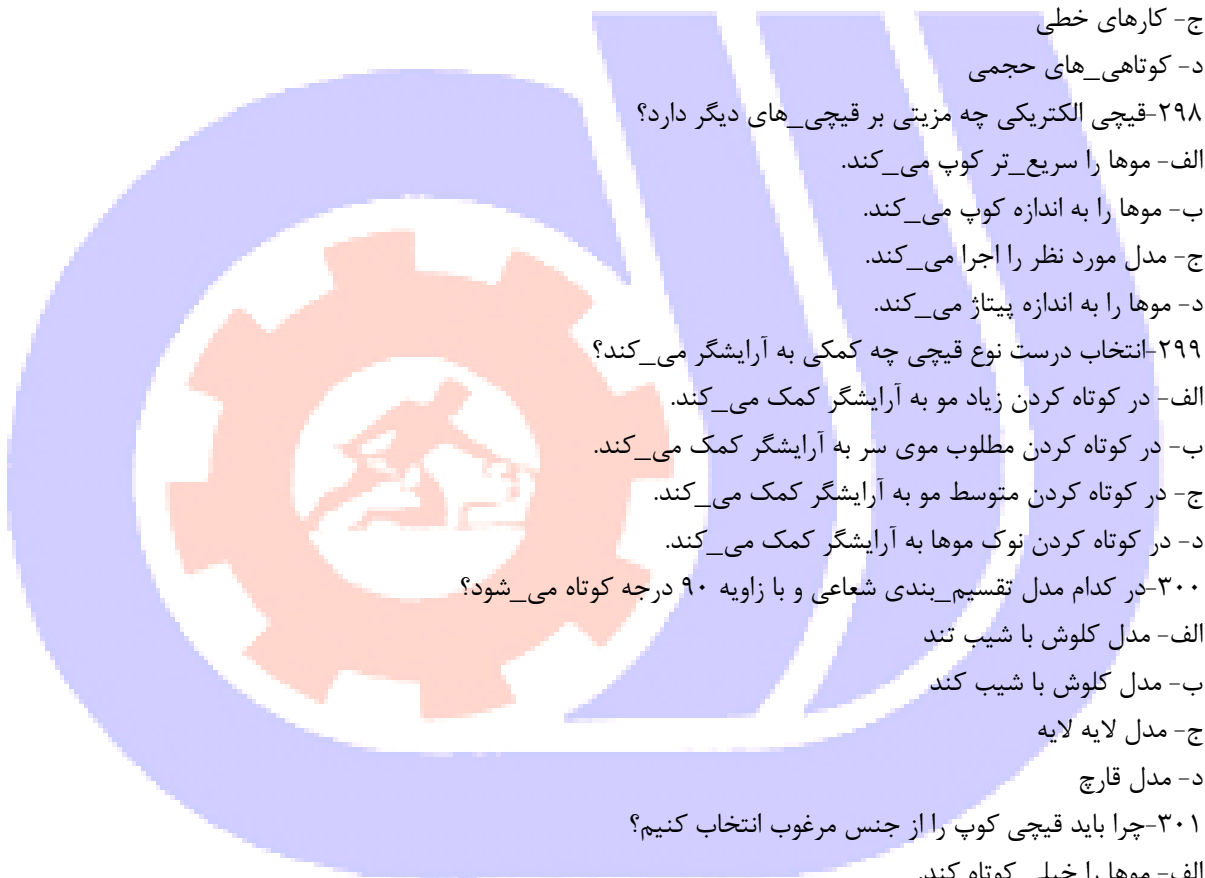 ج- کارهای خطی
د- کوتاهی_های حجمی
۲۹۸-قیچی الکتریکی چه مزیتی بر قیچی_های دیگر دارد؟
الف- موها را سریع_تر کوپ می_کند.
ب- موها را به اندازه کوپ می_کند.
ج- مدل مورد نظر را اجرا می_کند.
د- موها را به اندازه پیتاژ می_کند.
۲۹۹-انتخاب درست نوع قیچی چه کمکی به آرایشگر می_کند؟
الف- در کوتاه کردن زیاد مو به آرایشگر کمک می_کند.
ب- در کوتاه کردن مطلوب موی سر به آرایشگر کمک می_کند.
ج- در کوتاه کردن متوسط مو به آرایشگر کمک می_کند.
د- در کوتاه کردن نوک موها به آرایشگر کمک می_کند.
۳۰۰-در کدام مدل تقسیم_بندی شعاعی و با زاویه ۹۰ درجه کوتاه می_شود؟
الف- مدل کلوش با شیب تند
ب- مدل کلوش با شیب کند
ج- مدل لایه لایه
د- مدل قارچ
۳۰۱-چرا باید قیچی کوپ را از جنس مرغوب انتخاب کنیم؟
الف- موها را خیلی کوتاه کند.